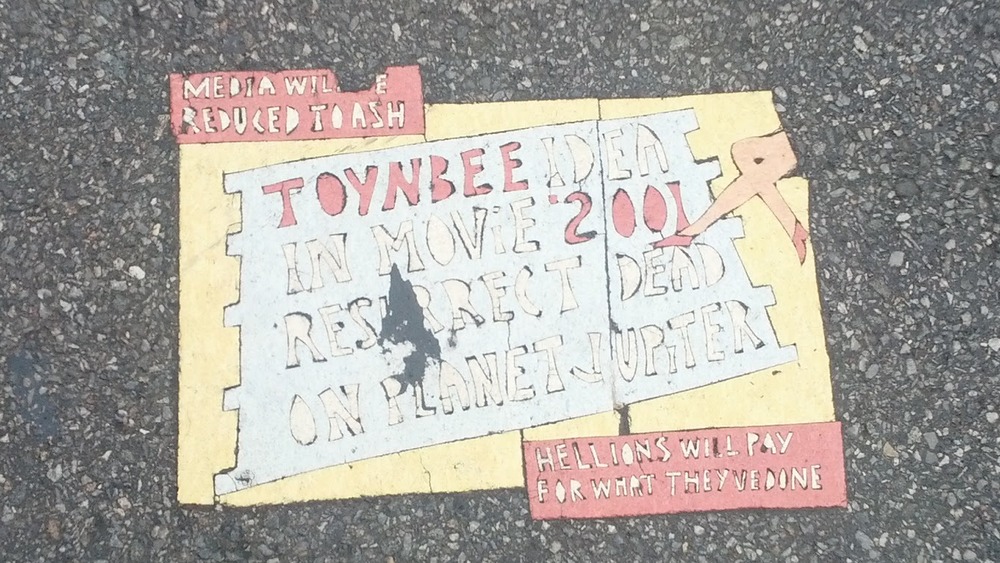 MEDIA WILL E
REDUCED TO ASH
TOYNBEE IDEA
IN MOViE '2001
RESURRECT DEAD
ON PLANET JUPiTER
HELLIONS WILL PAY
FOR WHAT THEYVE DONE